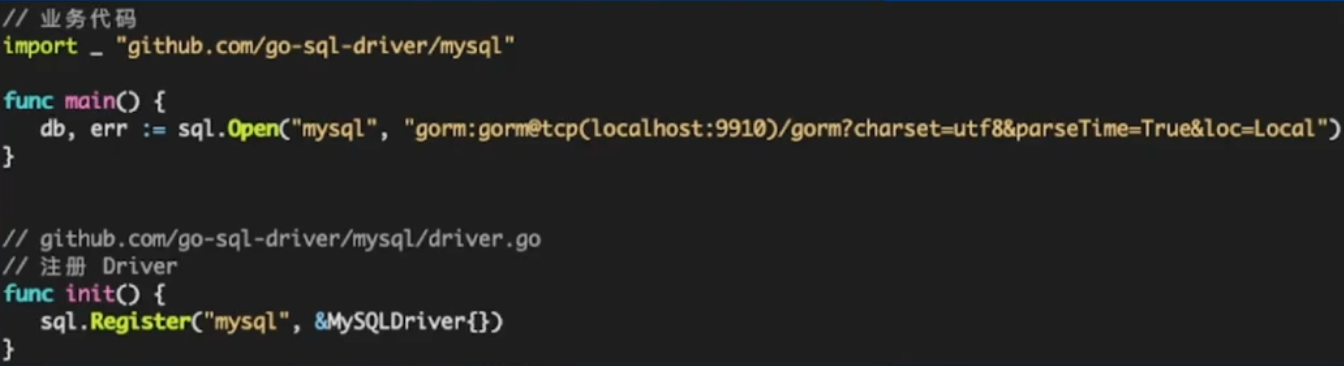 // 业务代码
import _ "github.com/go-sql-driver/mysql"
func main() {
db, err := sql.Open("mysql", "gorm:gorm@tcp(localhost:9910)/gorm?charset=utf8&parseTime=True&loc=Local")
}
// github.com/go-sql-driver/mysql/driver.go
// 注册 Driver
func init() {
sql.Register("mysql", &MySQLDriver{})
}